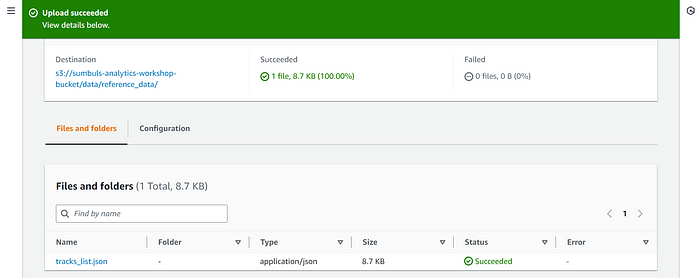 Upload succeeded
View details below.
Destination
Succeeded
Failed
s3://sumbuls-analytics-workshop-
bucket/data/reference_data/
1 file, 8.7 KB (100.00%)
0 files, 0 B (0%)
Files and folders
Configuration
Files and folders (1 Total, 8.7 KB)
Find by name
1
Name Folder Type Size Status Error
tracks_list.json - application/json 8.7 KB Succeeded -